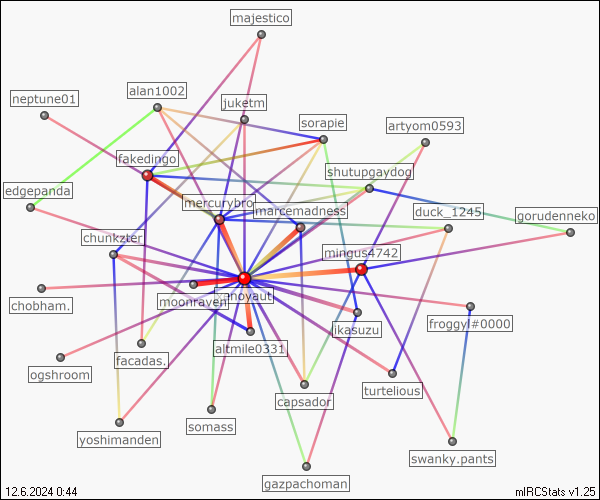 majestico
neptune01
alan1002
juketm
sorapie
artyom0593
fakedingo
shutupgaydog
edgepanda
mercurybro
marcemadness
duck_1245
gorudenneko
chunkzter
mingus4742
moonraven
chobham.
ikasuzu
froggyl#0000
facadas.
altmile0331
ogshroom
capsador
turtelious
yoshimanden
somass
swanky.pants
gazpachoman
12.6.2024 0:44
mIRCStats v1.25